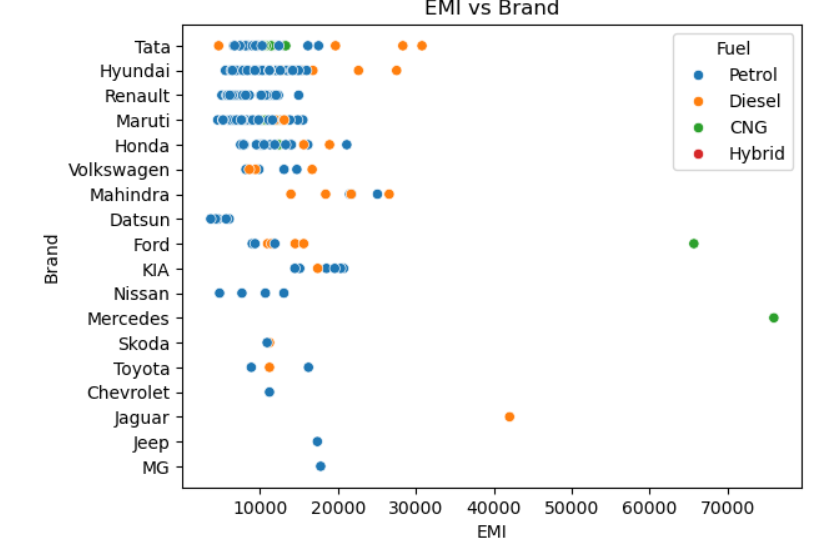 EMI vs Brand
Fuel
Petrol
Diesel
CNG
Hybrid
Brand
Tata
Hyundai
Renault
Maruti
Honda
Volkswagen
Mahindra
Datsun
Ford
KIA
Nissan
Mercedes
Skoda
Toyota
Chevrolet
Jaguar
Jeep
MG
10000 20000 30000 40000 50000 60000 70000
EMI